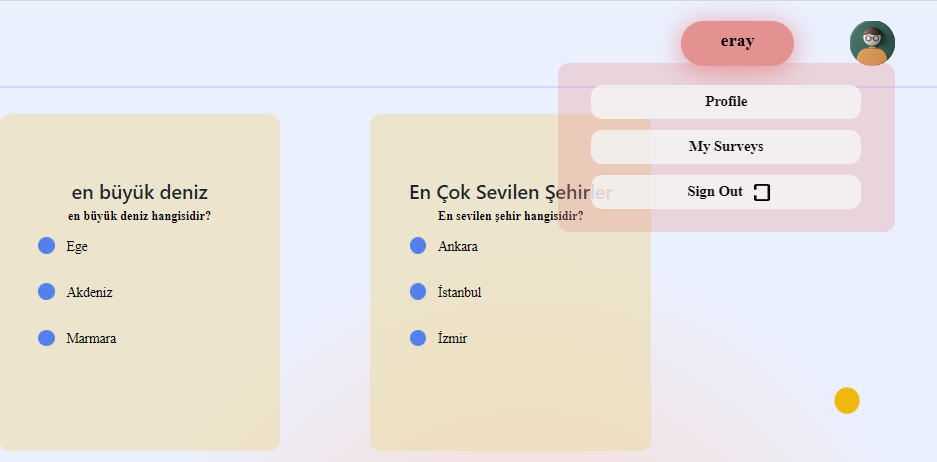 eray
Profile
My Surveys
Sign Out
en büyük deniz
en büyük deniz hangisidir?
Ege
Akdeniz
Marmara
En Çok Sevilen Şehirler
En sevilen şehir hangisidir?
Ankara
İstanbul
İzmir